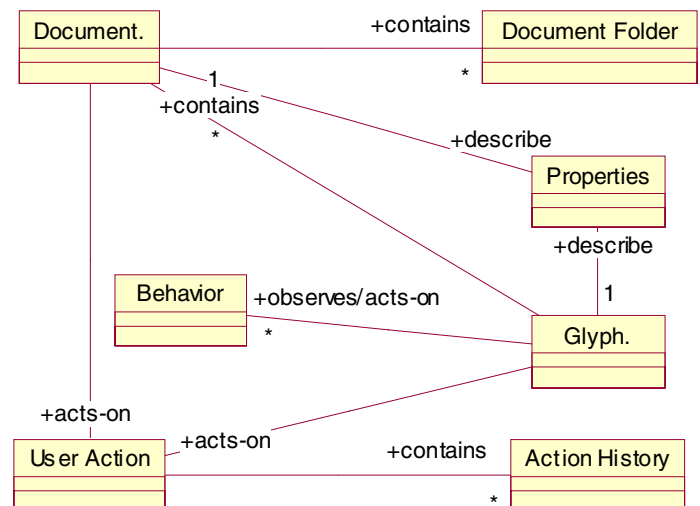 Document.
+contains
Document Folder
*
1
+contains
*
+describe
Properties
+describe
1
Behavior
+observes/acts-on
*
Glyph.
+acts-on
+acts-on
User Action
+contains
Action History
*